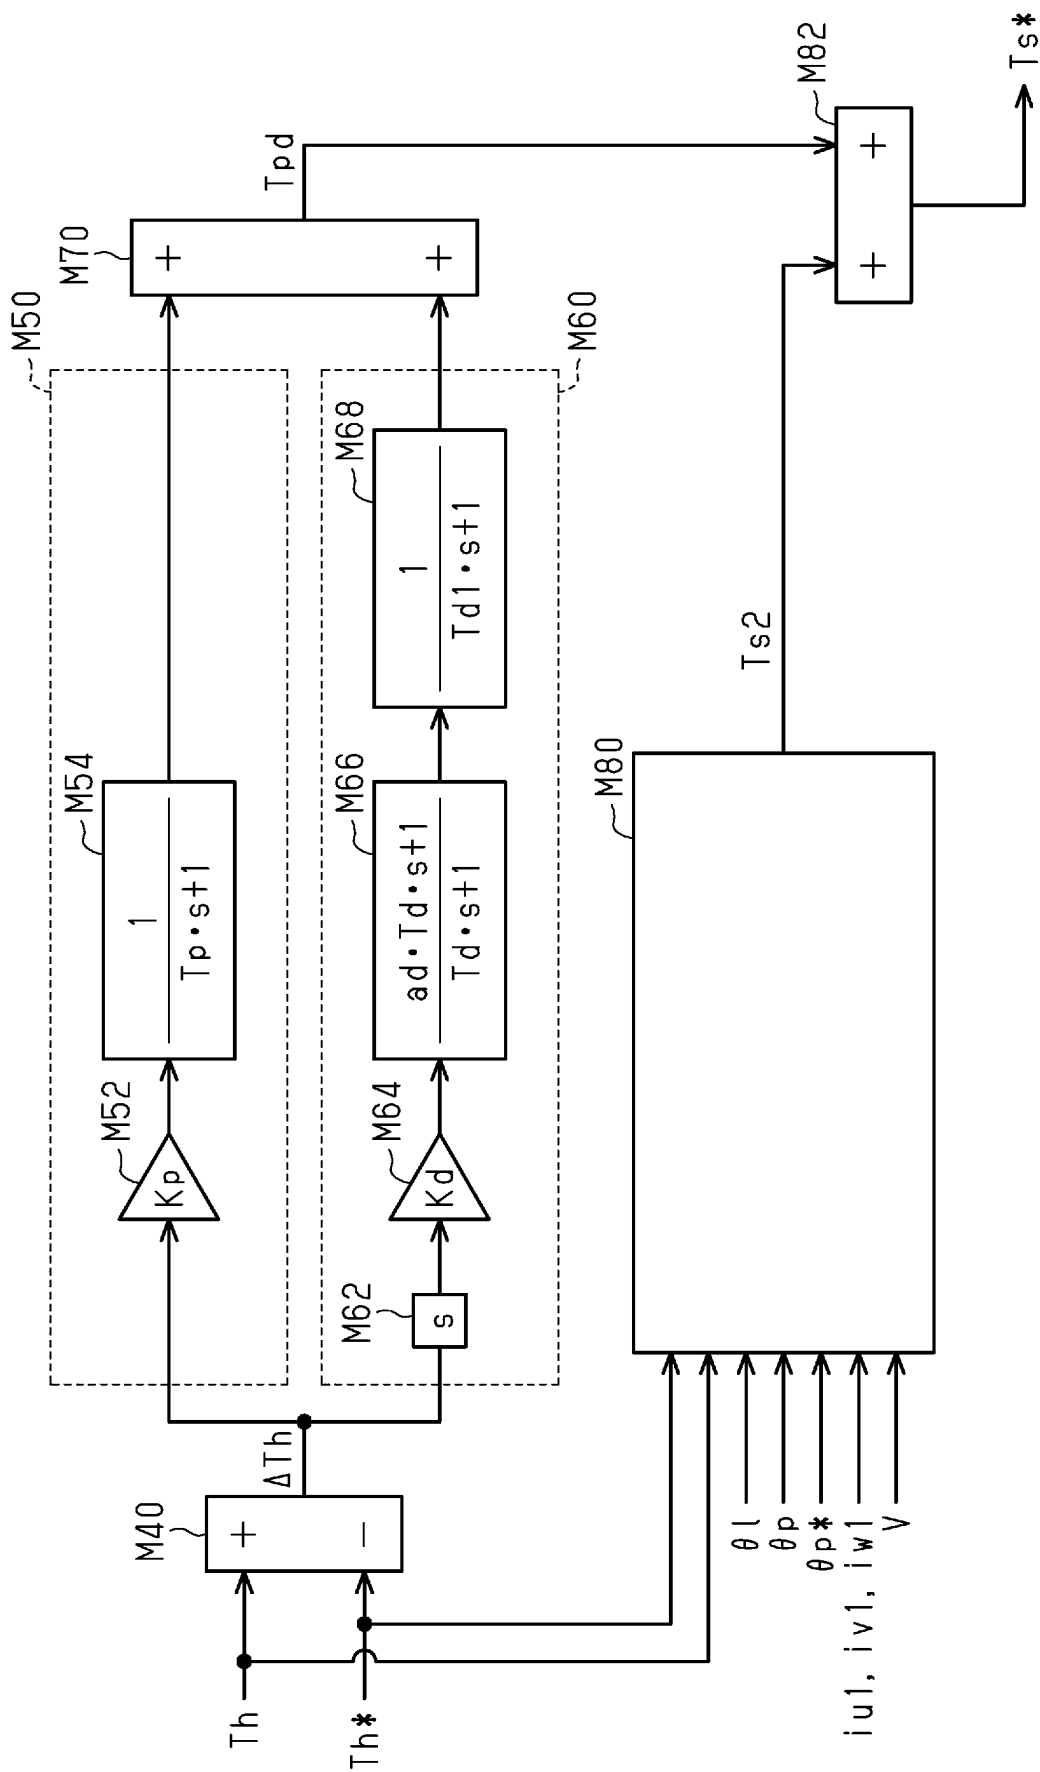 M50
M52
Kp
M54
1
Tp·s+1
M70
+
+
Tpd
Th
Th*
M40
+
−
ΔTh
M60
M62
s
M64
Kd
M66
ad·Td·s+1
Td·s+1
M68
1
Td1·s+1
M80
θl
θp
θp*
iu1, iv1, iw1
V
Ts2
M82
+
+
Ts*